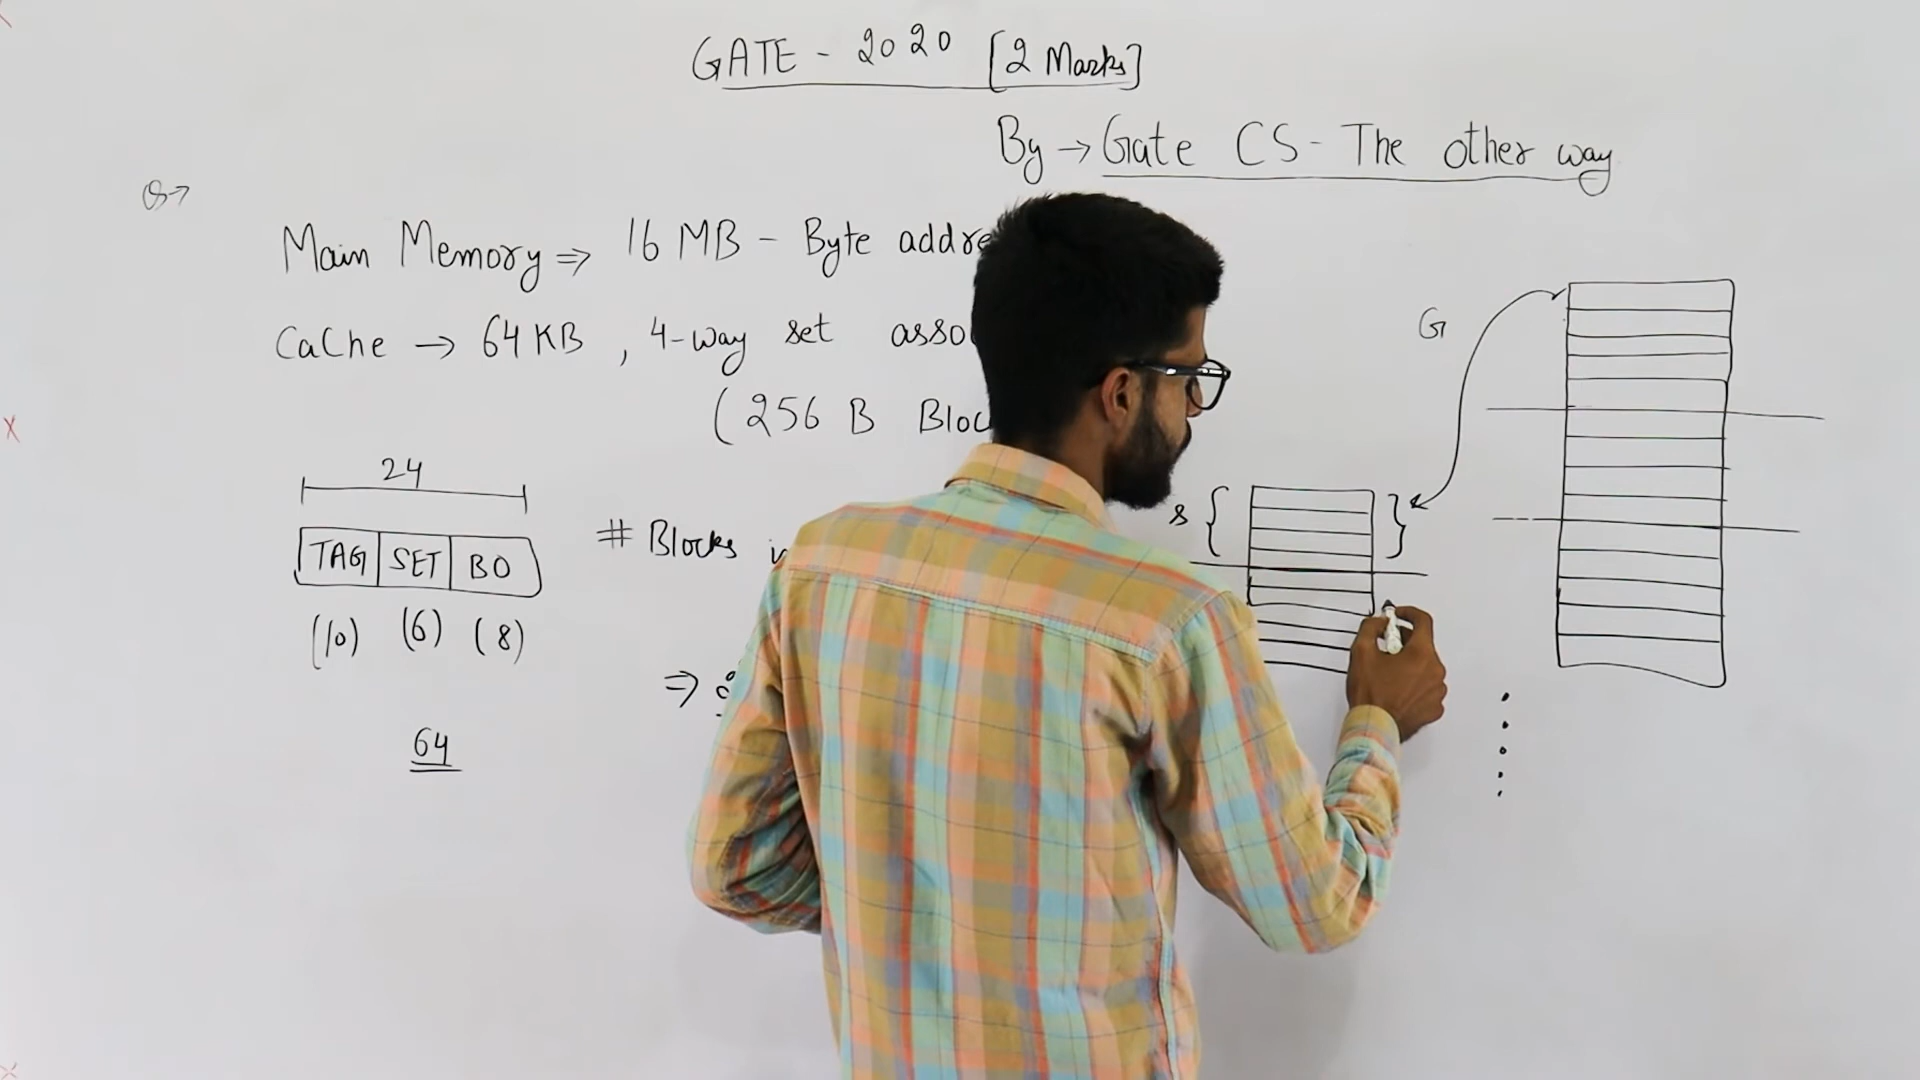 GATE - 2020 [2 Marks]
By → Gate CS - The other way
Q→
Main Memory ⇒ 16 MB - Byte addre
Cache → 64 KB , 4-way set asso
(256 B Bloc
24
TAG SET BO
(10) (6) (8)
64
# Blocks i
⇒
S {
}
G